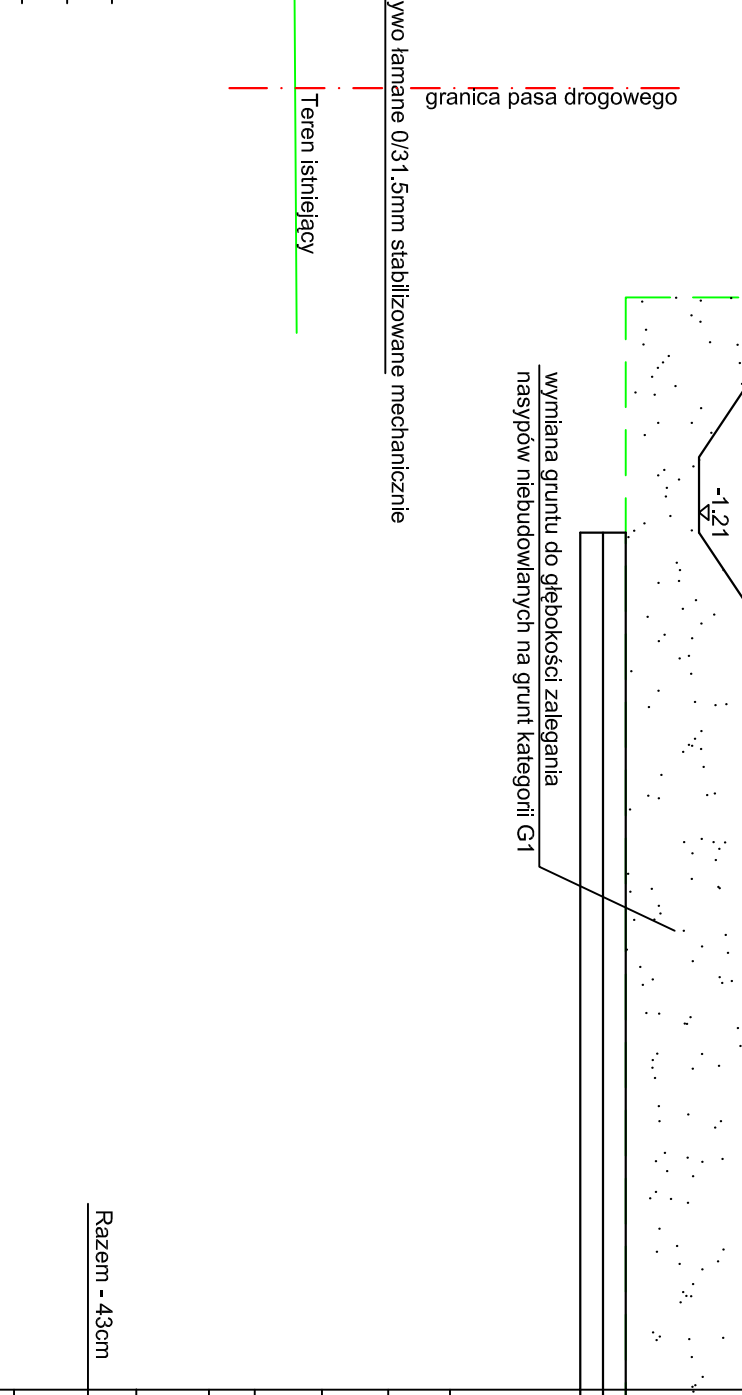 ywo łamane 0/31.5mm stabilizowane mechanicznie
granica pasa drogowego
Teren istniejący
-1.21
wymiana gruntu do głębokości zalegania
nasypów niebudowlanych na grunt kategorii G1
Razem - 43cm